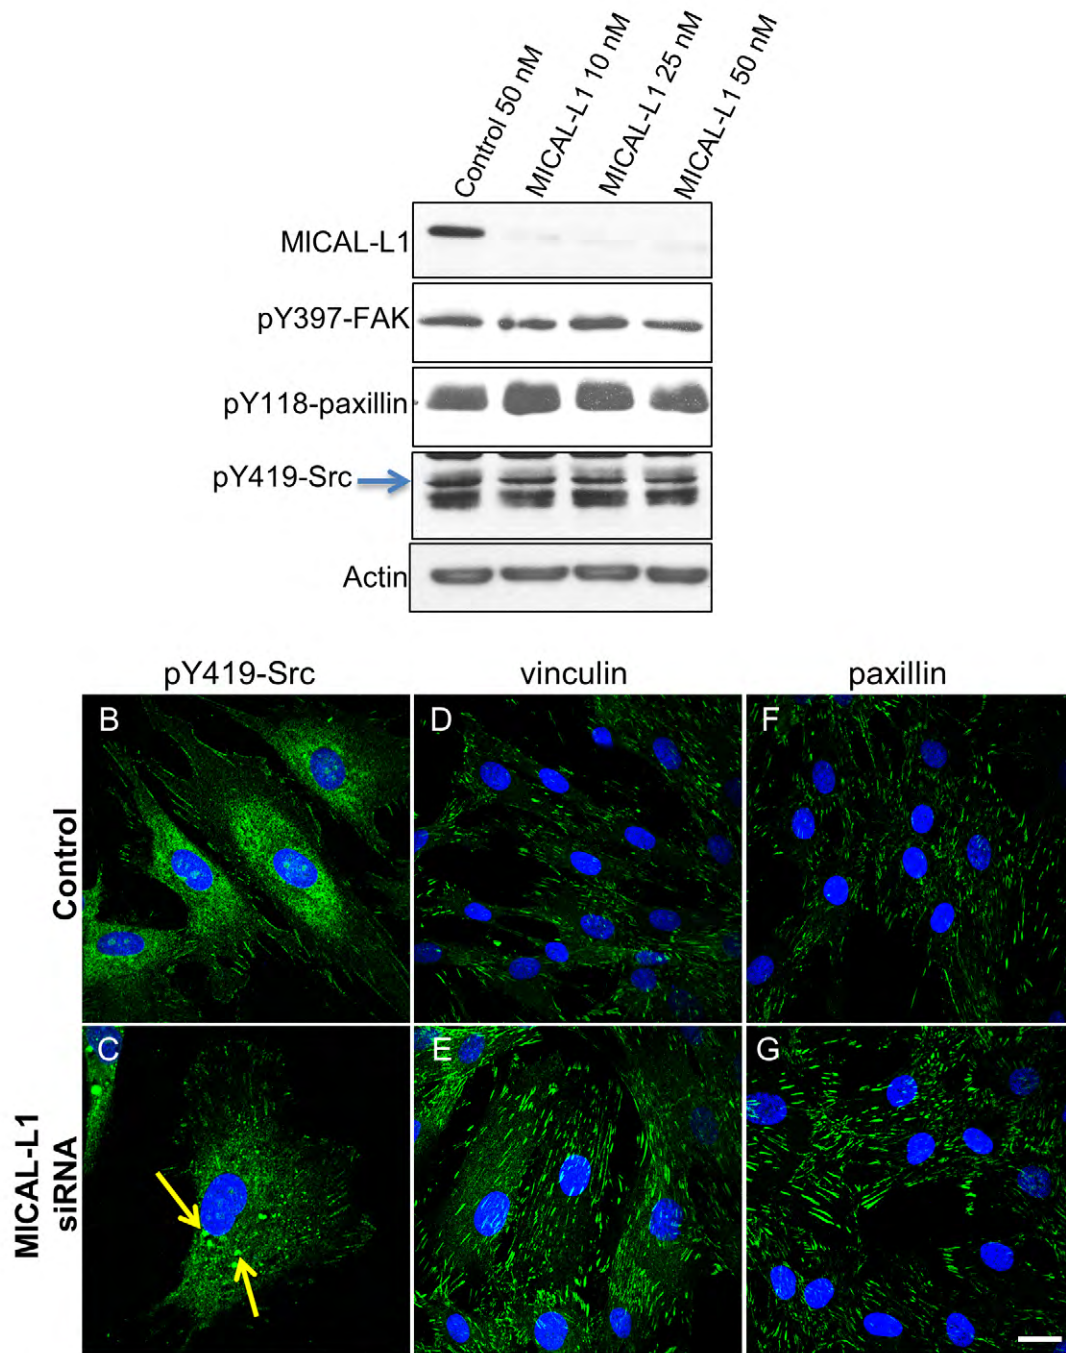 Control 50 nM
MICAL-L1 10 nM
MICAL-L1 25 nM
MICAL-L1 50 nM
MICAL-L1
pY397-FAK
pY118-paxillin
pY419-Src
Actin
pY419-Src
vinculin
paxillin
Control
B
D
F
MICAL-L1
siRNA
C
E
G